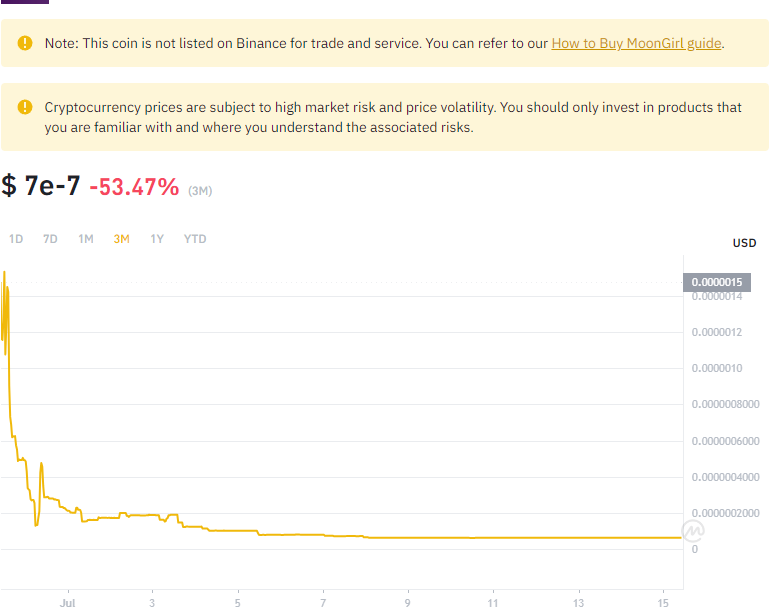 Note: This coin is not listed on Binance for trade and service. You can refer to our How to Buy MoonGirl guide.
Cryptocurrency prices are subject to high market risk and price volatility. You should only invest in products that
you are familiar with and where you understand the associated risks.
$ 7e-7 -53.47% (3M)
1D 7D 1M 3M 1Y YTD
USD
0.0000015
0.0000014
0.0000012
0.0000010
0.0000008000
0.0000006000
0.0000004000
0.0000002000
0
Jul 3 5 7 9 11 13 15